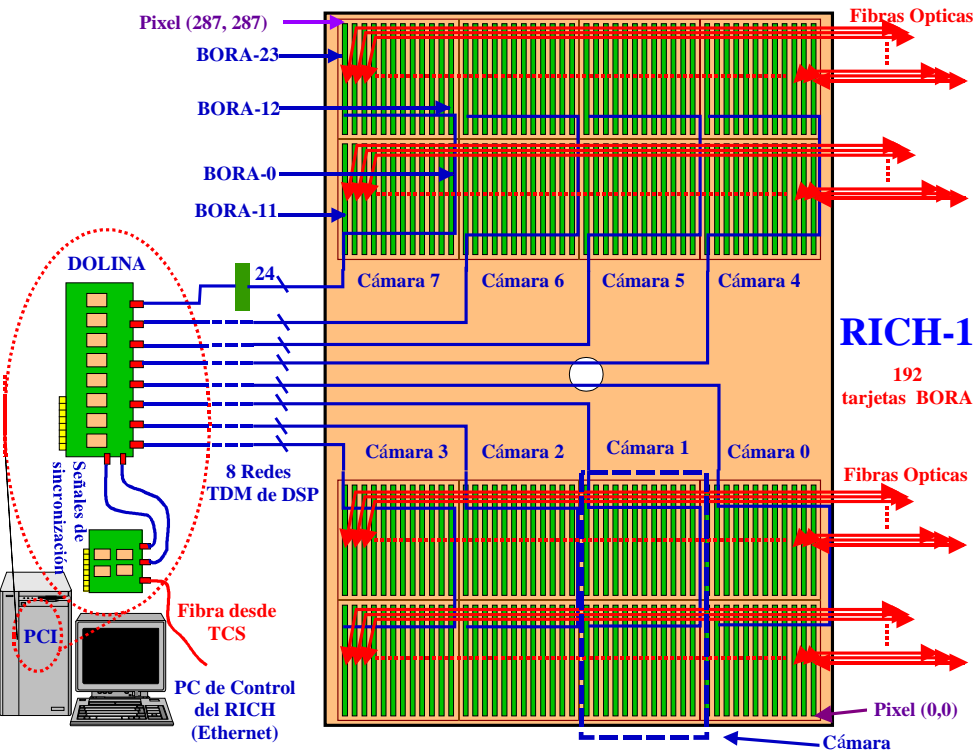 Pixel (287, 287)
Fibras Opticas
BORA-23
BORA-12
BORA-0
BORA-11
DOLINA
24
Cámara 7
Cámara 6
Cámara 5
Cámara 4
RICH-1
192
tarjetas BORA
Cámara 3
Cámara 2
Cámara 1
Cámara 0
8 Redes
TDM de DSP
Fibras Opticas
Señales de
sincronización
Fibra desde
TCS
PCI
PC de Control
del RICH
(Ethernet)
Pixel (0,0)
Cámara